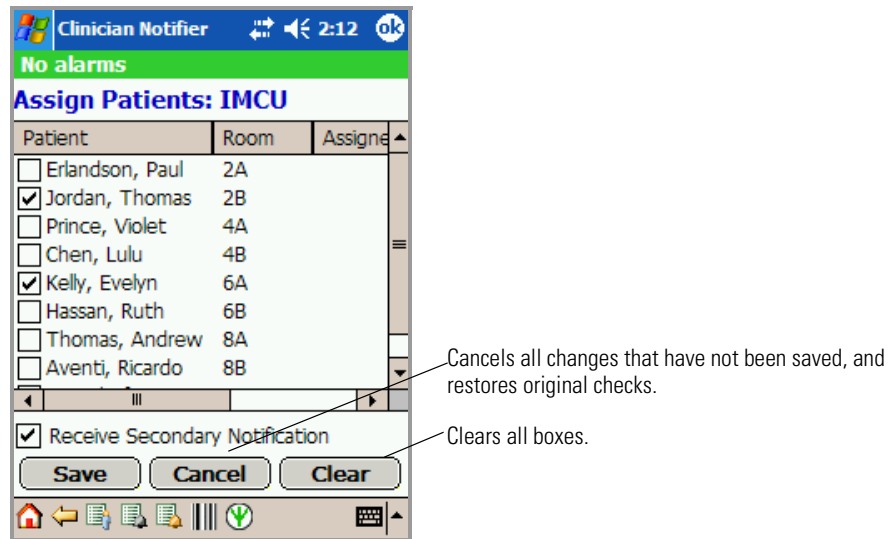 Clinician Notifier 2:12 ok
No alarms
Assign Patients: IMCU
Patient Room Assigne
Erlandson, Paul 2A
Jordan, Thomas 2B
Prince, Violet 4A
Chen, Lulu 4B
Kelly, Evelyn 6A
Hassan, Ruth 6B
Thomas, Andrew 8A
Aventi, Ricardo 8B
Receive Secondary Notification
Save Cancel Clear
Cancels all changes that have not been saved, and
restores original checks.
Clears all boxes.